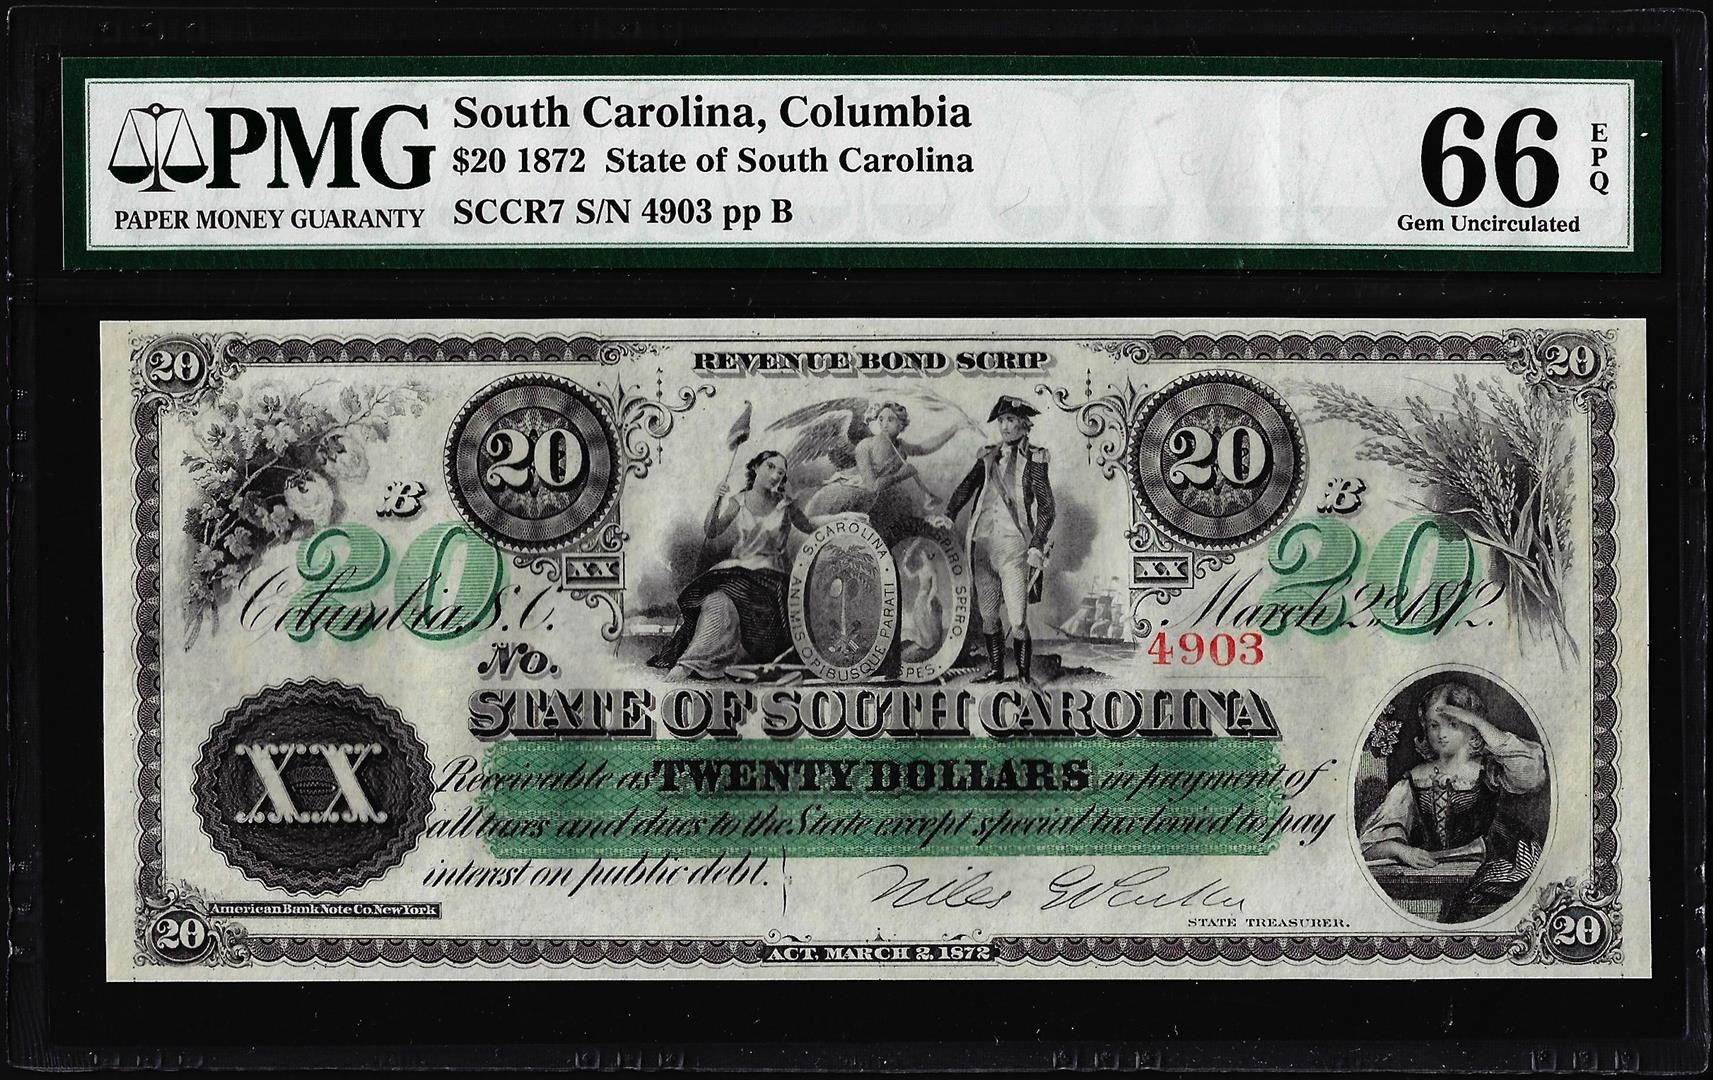 PMG
PAPER MONEY GUARANTY
South Carolina, Columbia
$20 1872 State of South Carolina
SCCR7 S/N 4903 pp B
66 EPQ
Gem Uncirculated
20 REVENUE BOND SCRIP 20
20 20
B B
20 20
S. CAROLINA · ANIMIS OPIBUSQUE PARATI
SPIRO SPERO. SPES.
XX XX
Columbia, S.C. March 2nd 1872.
No. 4903
STATE OF SOUTH CAROLINA
XX
Receivable as TWENTY DOLLARS in payment of
all taxes and dues to the State except special tax levied to pay
interest on public debt.
Niles G Parker
STATE TREASURER.
American Bank Note Co. New York
20 ACT, MARCH 2, 1872 20